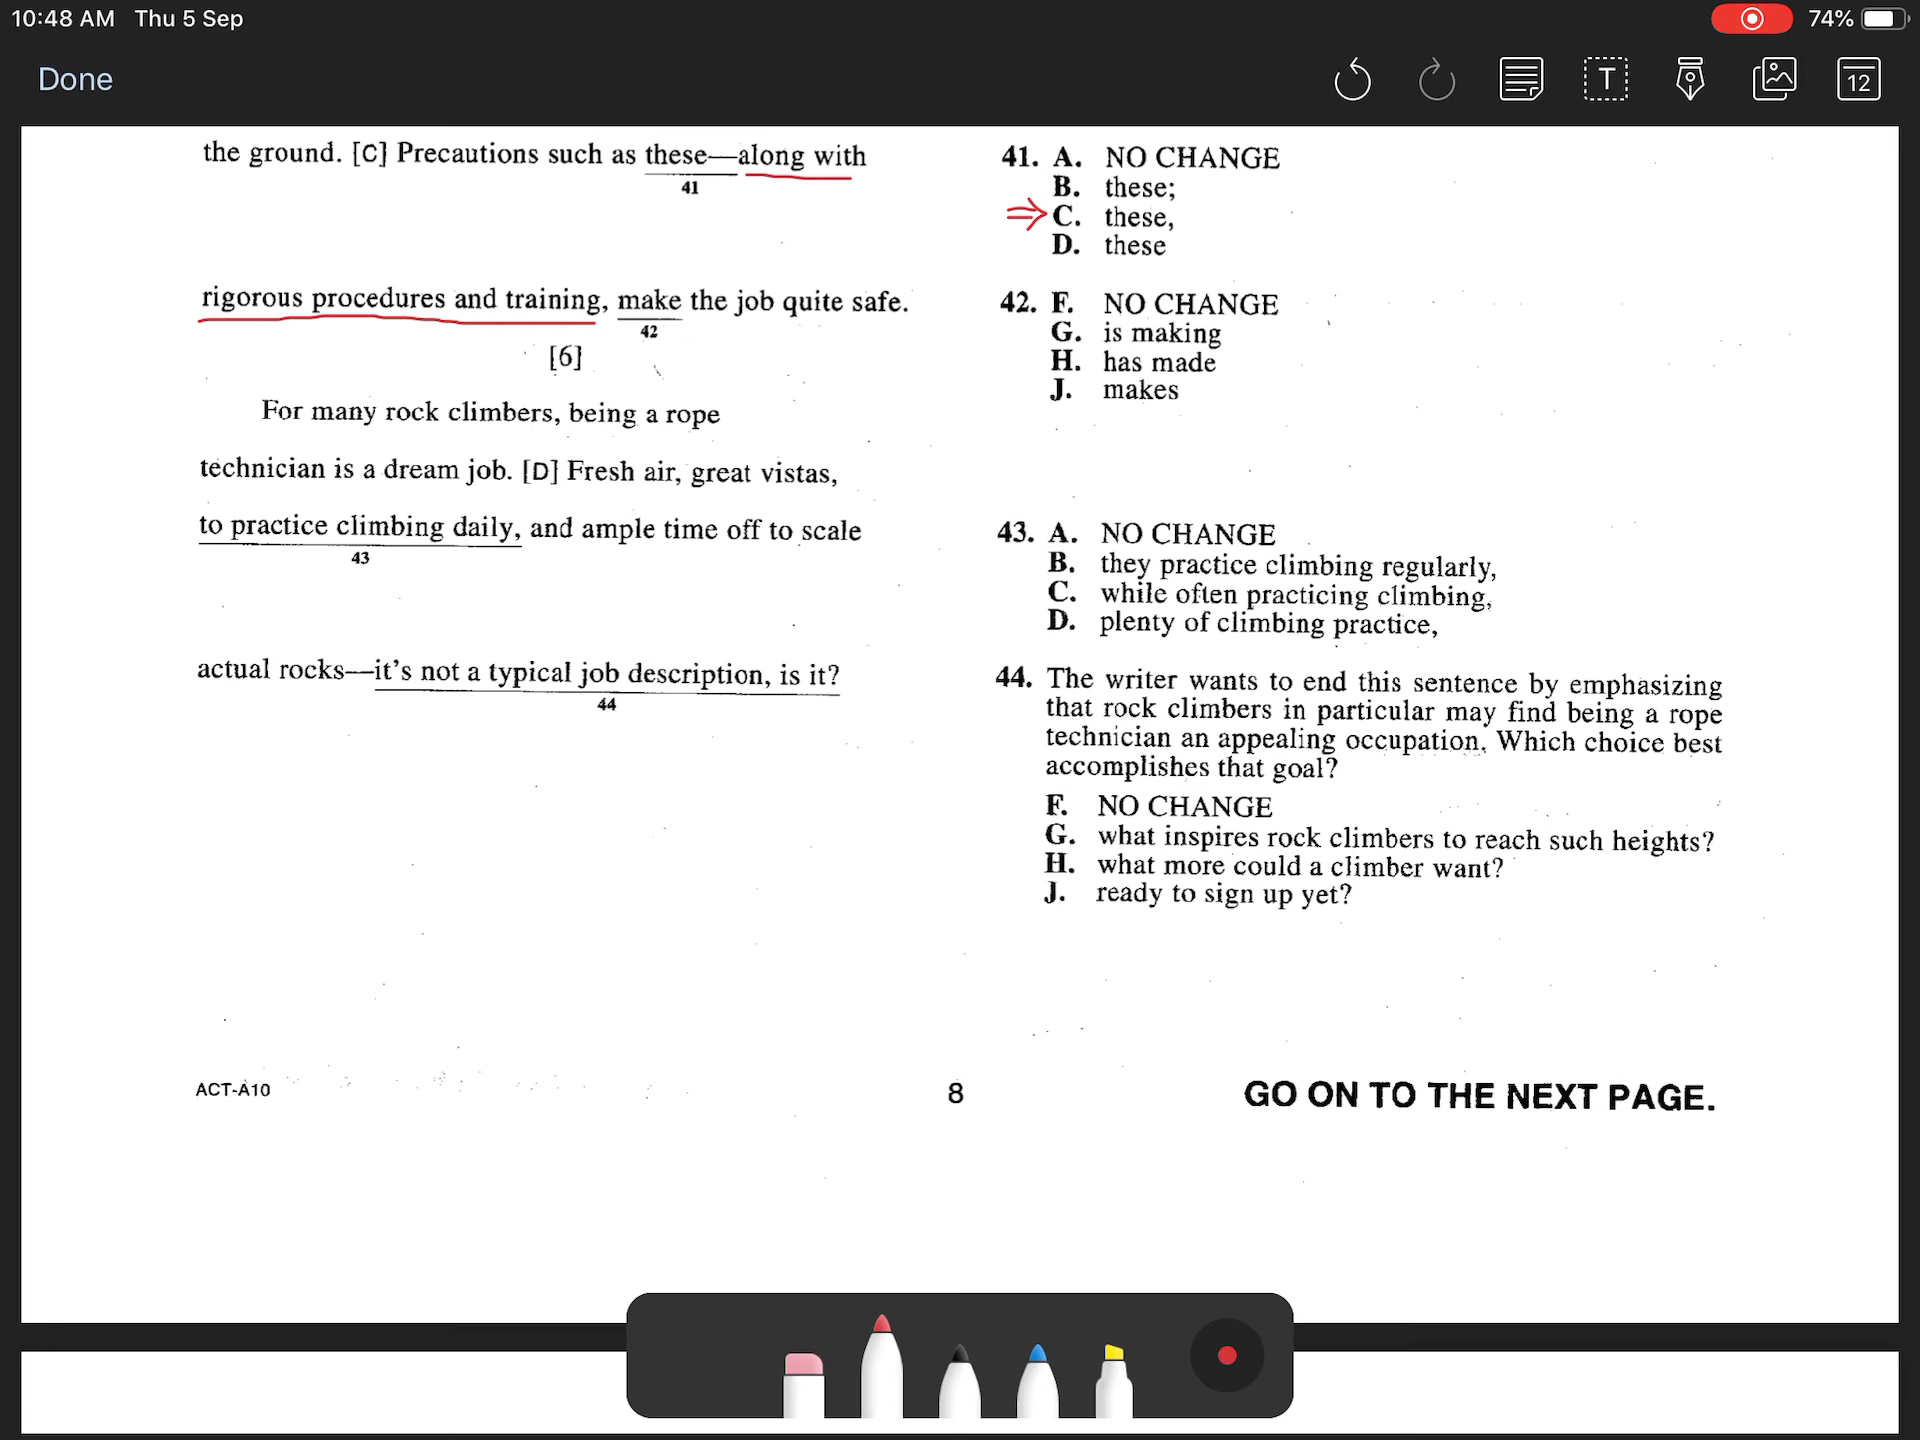 10:48 AM Thu 5 Sep
74%
Done
T
12
the ground. [C] Precautions such as these—along with
41
rigorous procedures and training, make the job quite safe.
42
[6]
For many rock climbers, being a rope
technician is a dream job. [D] Fresh air, great vistas,
to practice climbing daily, and ample time off to scale
43
actual rocks—it's not a typical job description, is it?
44
41. A. NO CHANGE
B. these;
C. these,
D. these
42. F. NO CHANGE
G. is making
H. has made
J. makes
43. A. NO CHANGE
B. they practice climbing regularly,
C. while often practicing climbing,
D. plenty of climbing practice,
44. The writer wants to end this sentence by emphasizing
that rock climbers in particular may find being a rope
technician an appealing occupation. Which choice best
accomplishes that goal?
F. NO CHANGE
G. what inspires rock climbers to reach such heights?
H. what more could a climber want?
J. ready to sign up yet?
ACT-A10
8
GO ON TO THE NEXT PAGE.